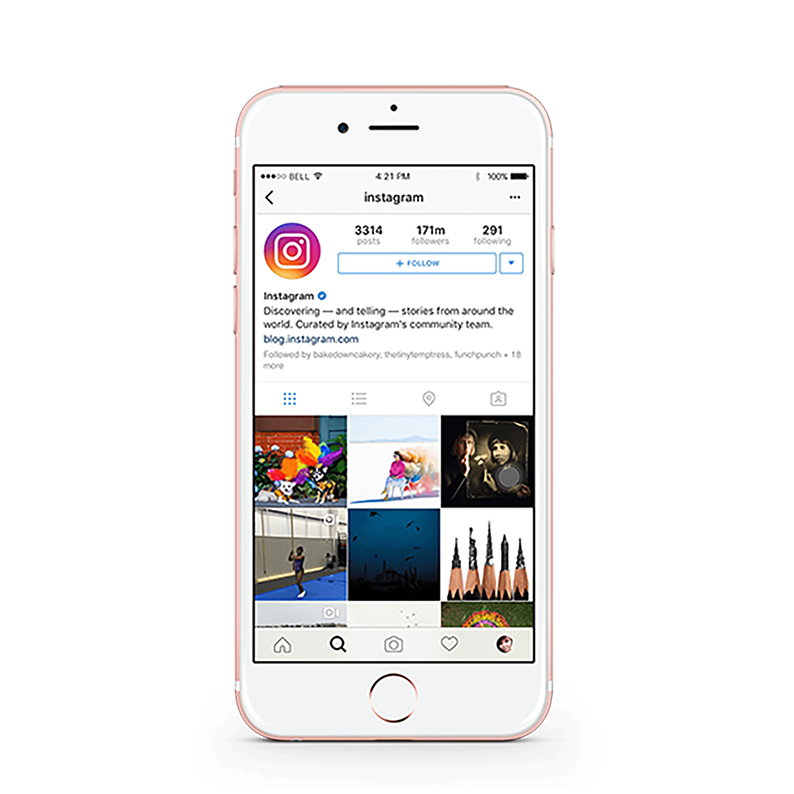 BELL 4:21 PM 100%
instagram
3314 171m 291
posts followers following
+ FOLLOW
Instagram
Discovering — and telling — stories from around the
world. Curated by Instagram's community team.
blog.instagram.com
Followed by bakedowncakery, thetinytemptress, funchpunch + 18
more